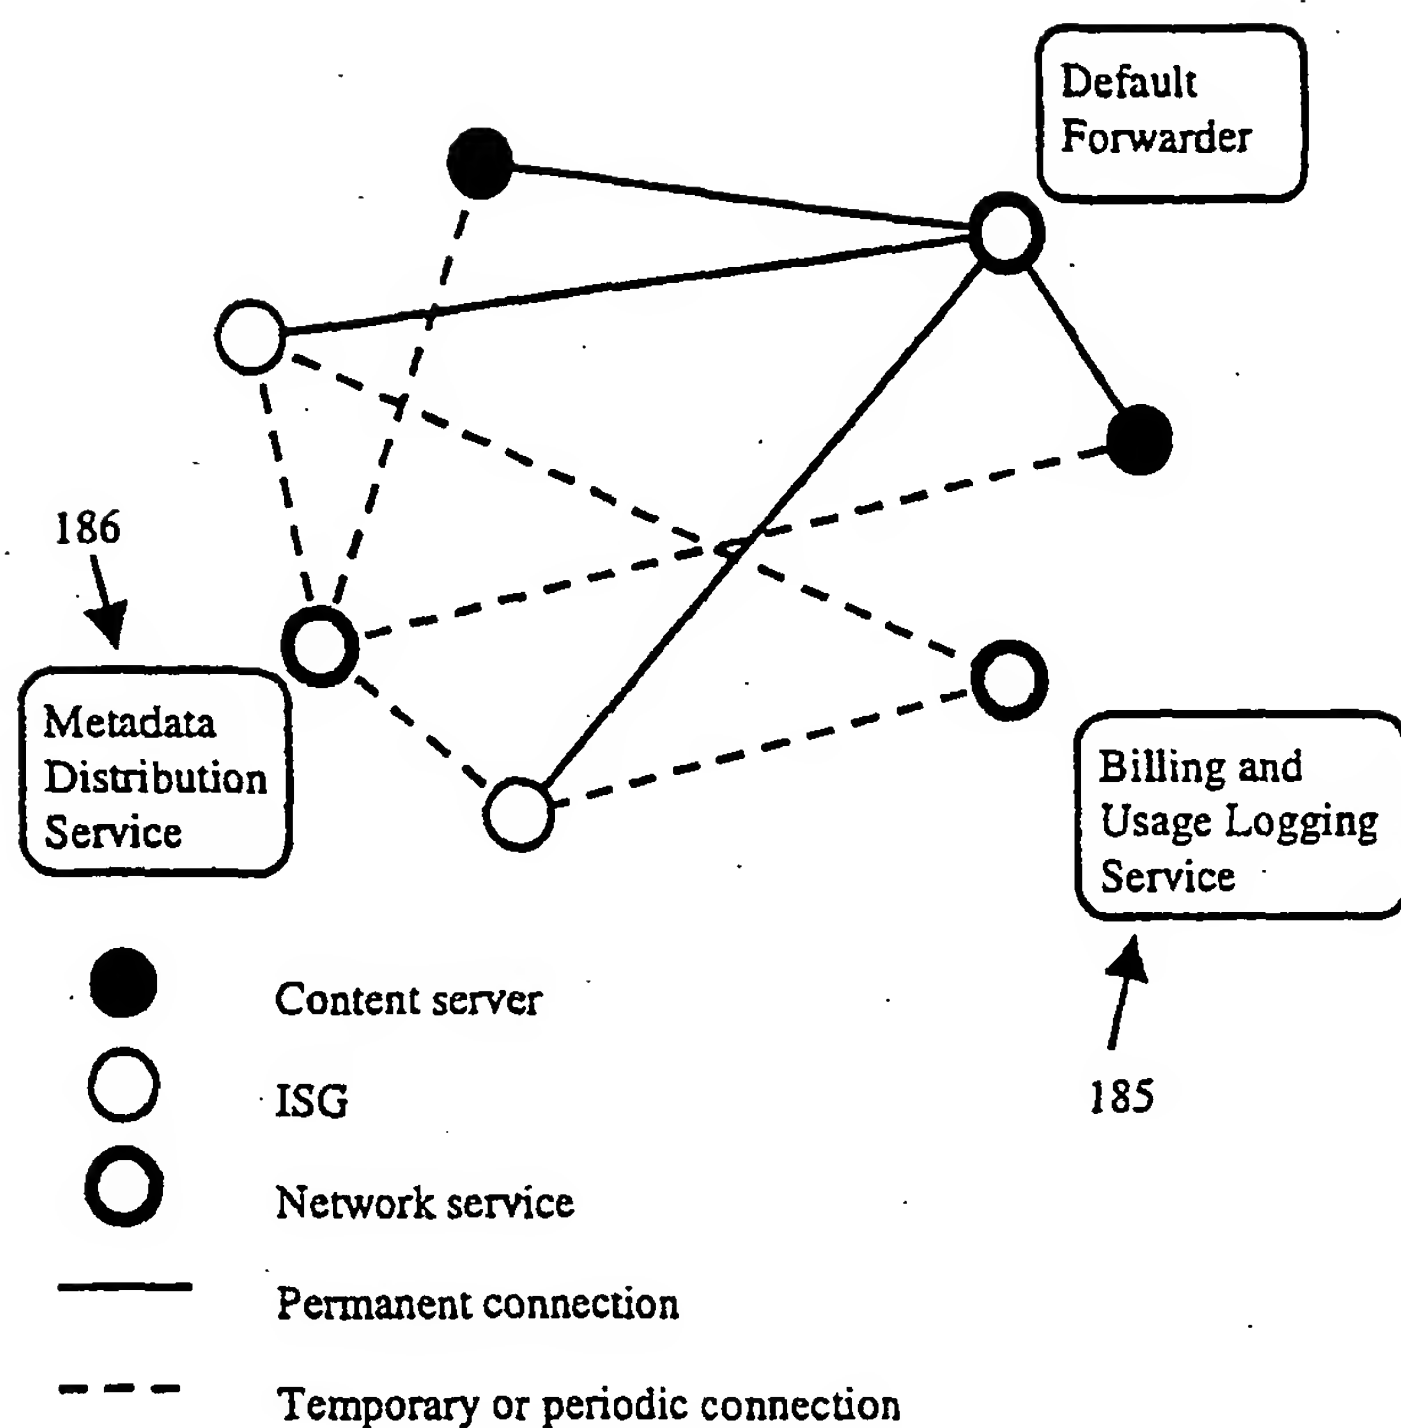 Default
Forwarder
186
Metadata
Distribution
Service
Billing and
Usage Logging
Service
185
Content server
ISG
Network service
Permanent connection
Temporary or periodic connection